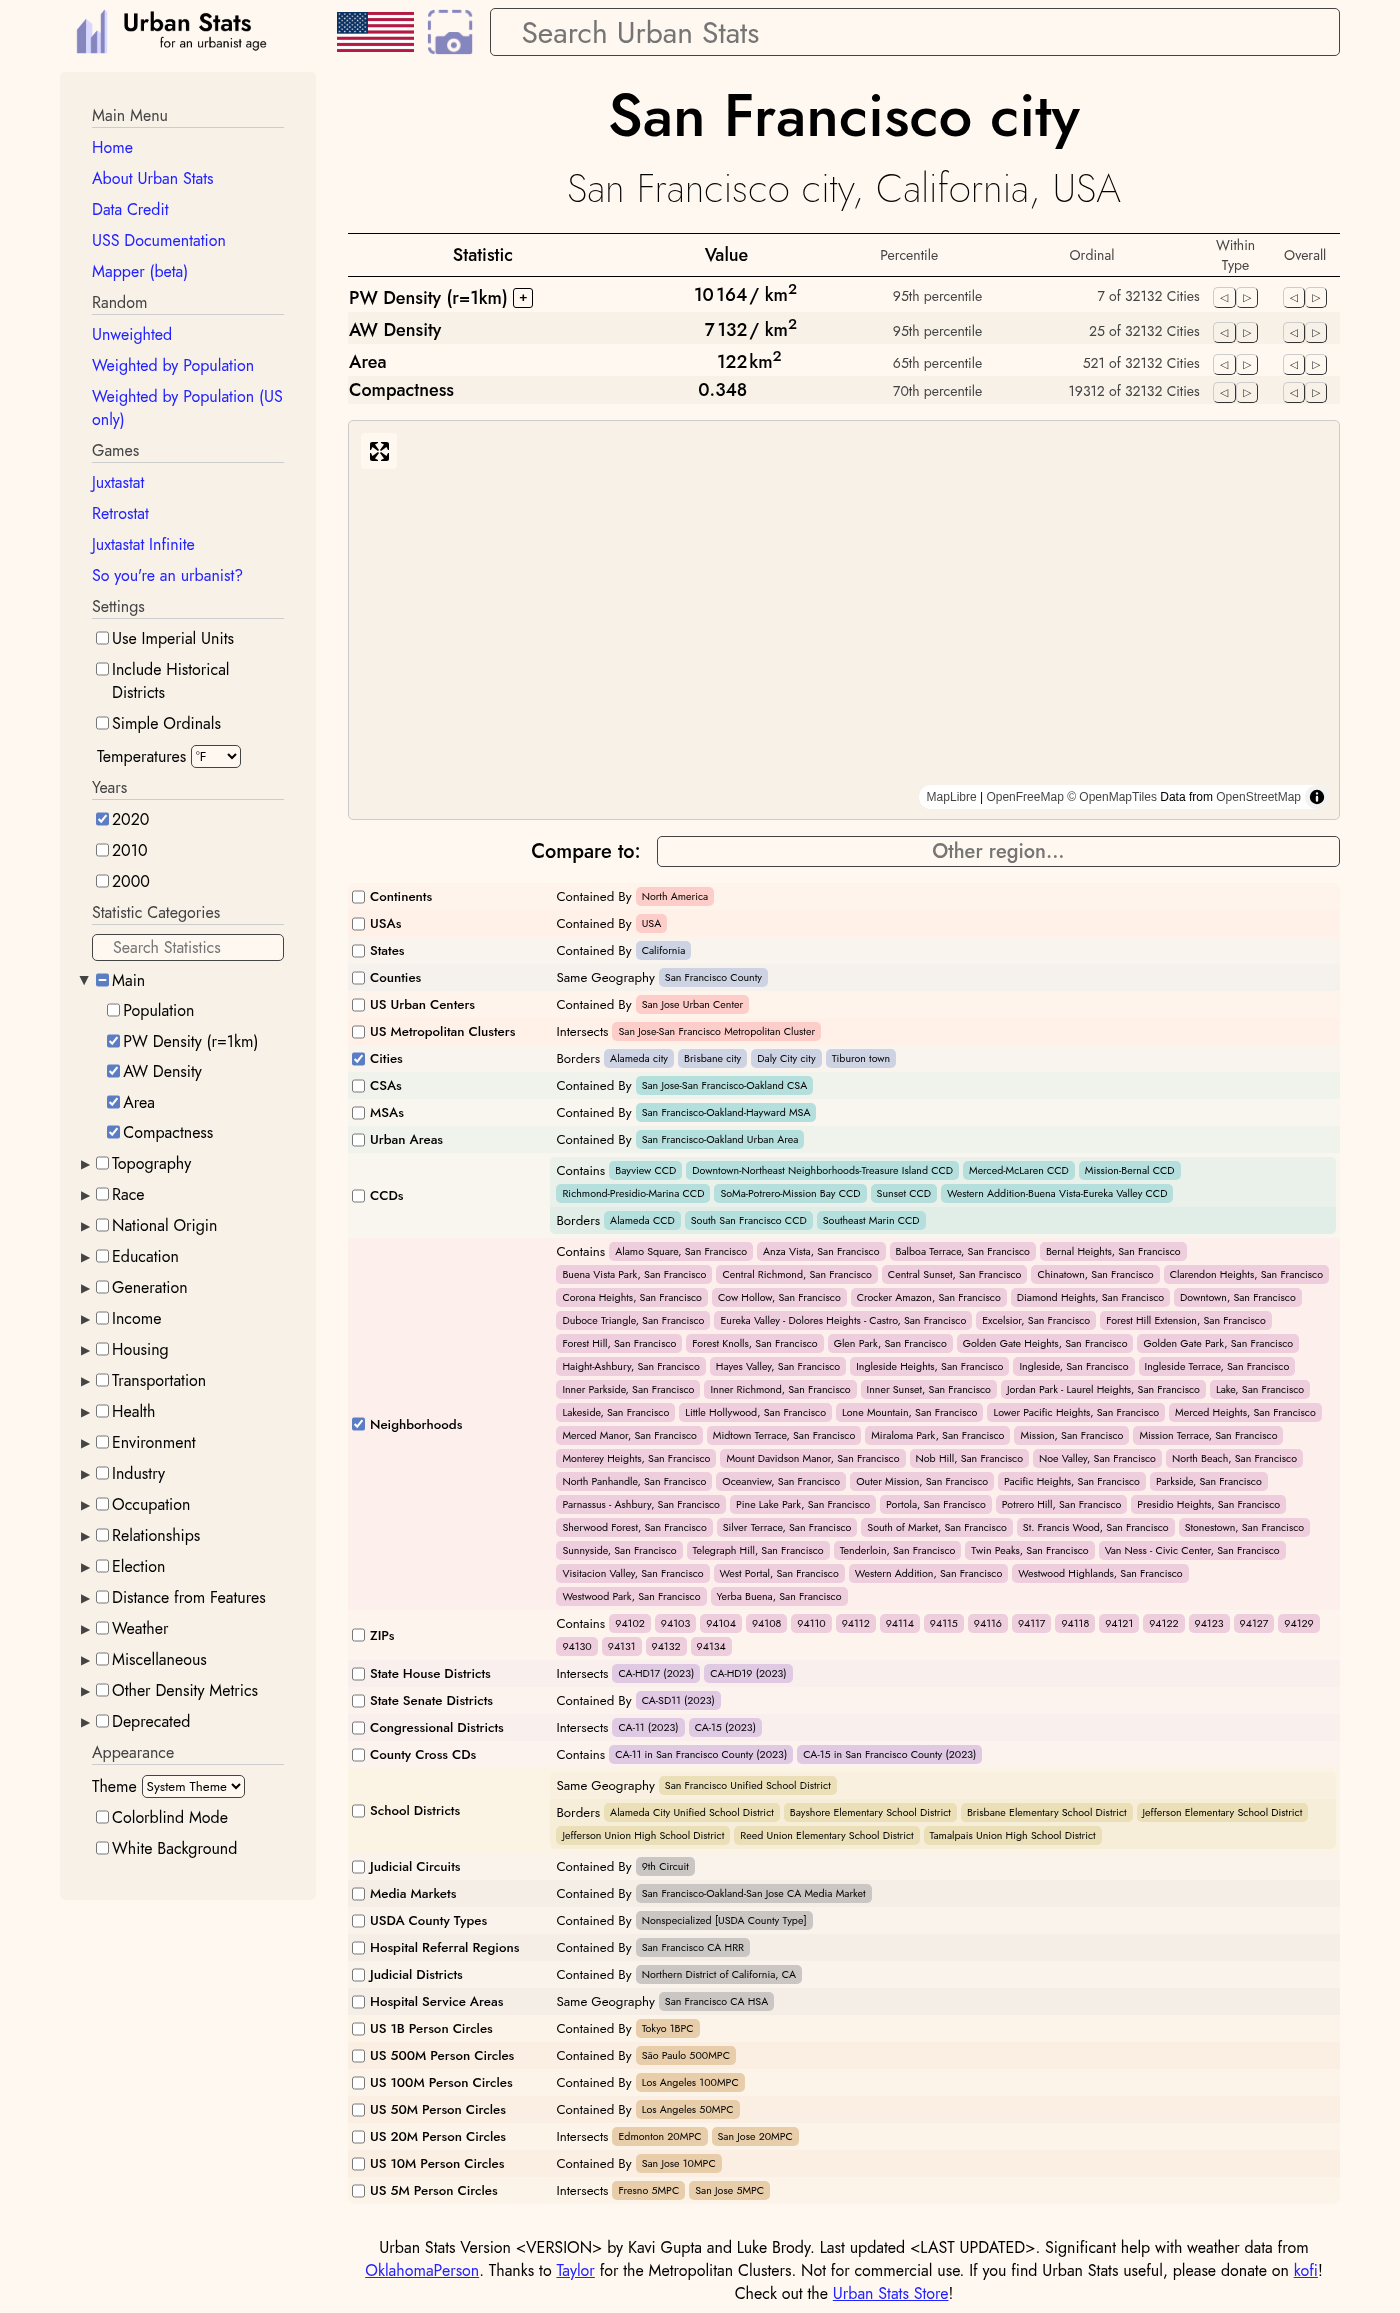 Urban Stats
for an urbanist age
Search Urban Stats
Main Menu
Home
About Urban Stats
Data Credit
USS Documentation
Mapper (beta)
Random
Unweighted
Weighted by Population
Weighted by Population (US
only)
Games
Juxtastat
Retrostat
Juxtastat Infinite
So you're an urbanist?
Settings
Use Imperial Units
Include Historical
Districts
Simple Ordinals
Temperatures °F
Years
2020
2010
2000
Statistic Categories
Search Statistics
Main
Population
PW Density (r=1km)
AW Density
Area
Compactness
Topography
Race
National Origin
Education
Generation
Income
Housing
Transportation
Health
Environment
Industry
Occupation
Relationships
Election
Distance from Features
Weather
Miscellaneous
Other Density Metrics
Deprecated
Appearance
Theme System Theme
Colorblind Mode
White Background
San Francisco city
San Francisco city, California, USA
Statistic Value Percentile Ordinal Within Type Overall
PW Density (r=1km) + 10 164 / km² 95th percentile 7 of 32132 Cities
AW Density 7 132 / km² 95th percentile 25 of 32132 Cities
Area 122 km² 65th percentile 521 of 32132 Cities
Compactness 0.348 70th percentile 19312 of 32132 Cities
MapLibre | OpenFreeMap © OpenMapTiles Data from OpenStreetMap
Compare to: Other region...
Continents Contained By North America
USAs Contained By USA
States Contained By California
Counties Same Geography San Francisco County
US Urban Centers Contained By San Jose Urban Center
US Metropolitan Clusters Intersects San Jose-San Francisco Metropolitan Cluster
Cities Borders Alameda city Brisbane city Daly City city Tiburon town
CSAs Contained By San Jose-San Francisco-Oakland CSA
MSAs Contained By San Francisco-Oakland-Hayward MSA
Urban Areas Contained By San Francisco-Oakland Urban Area
CCDs
Contains Bayview CCD Downtown-Northeast Neighborhoods-Treasure Island CCD Merced-McLaren CCD Mission-Bernal CCD
Richmond-Presidio-Marina CCD SoMa-Potrero-Mission Bay CCD Sunset CCD Western Addition-Buena Vista-Eureka Valley CCD
Borders Alameda CCD South San Francisco CCD Southeast Marin CCD
Neighborhoods
Contains Alamo Square, San Francisco Anza Vista, San Francisco Balboa Terrace, San Francisco Bernal Heights, San Francisco
Buena Vista Park, San Francisco Central Richmond, San Francisco Central Sunset, San Francisco Chinatown, San Francisco Clarendon Heights, San Francisco
Corona Heights, San Francisco Cow Hollow, San Francisco Crocker Amazon, San Francisco Diamond Heights, San Francisco Downtown, San Francisco
Duboce Triangle, San Francisco Eureka Valley - Dolores Heights - Castro, San Francisco Excelsior, San Francisco Forest Hill Extension, San Francisco
Forest Hill, San Francisco Forest Knolls, San Francisco Glen Park, San Francisco Golden Gate Heights, San Francisco Golden Gate Park, San Francisco
Haight-Ashbury, San Francisco Hayes Valley, San Francisco Ingleside Heights, San Francisco Ingleside, San Francisco Ingleside Terrace, San Francisco
Inner Parkside, San Francisco Inner Richmond, San Francisco Inner Sunset, San Francisco Jordan Park - Laurel Heights, San Francisco Lake, San Francisco
Lakeside, San Francisco Little Hollywood, San Francisco Lone Mountain, San Francisco Lower Pacific Heights, San Francisco Merced Heights, San Francisco
Merced Manor, San Francisco Midtown Terrace, San Francisco Miraloma Park, San Francisco Mission, San Francisco Mission Terrace, San Francisco
Monterey Heights, San Francisco Mount Davidson Manor, San Francisco Nob Hill, San Francisco Noe Valley, San Francisco North Beach, San Francisco
North Panhandle, San Francisco Oceanview, San Francisco Outer Mission, San Francisco Pacific Heights, San Francisco Parkside, San Francisco
Parnassus - Ashbury, San Francisco Pine Lake Park, San Francisco Portola, San Francisco Potrero Hill, San Francisco Presidio Heights, San Francisco
Sherwood Forest, San Francisco Silver Terrace, San Francisco South of Market, San Francisco St. Francis Wood, San Francisco Stonestown, San Francisco
Sunnyside, San Francisco Telegraph Hill, San Francisco Tenderloin, San Francisco Twin Peaks, San Francisco Van Ness - Civic Center, San Francisco
Visitacion Valley, San Francisco West Portal, San Francisco Western Addition, San Francisco Westwood Highlands, San Francisco
Westwood Park, San Francisco Yerba Buena, San Francisco
ZIPs
Contains 94102 94103 94104 94108 94110 94112 94114 94115 94116 94117 94118 94121 94122 94123 94127 94129
94130 94131 94132 94134
State House Districts Intersects CA-HD17 (2023) CA-HD19 (2023)
State Senate Districts Contained By CA-SD11 (2023)
Congressional Districts Intersects CA-11 (2023) CA-15 (2023)
County Cross CDs Contains CA-11 in San Francisco County (2023) CA-15 in San Francisco County (2023)
School Districts
Same Geography San Francisco Unified School District
Borders Alameda City Unified School District Bayshore Elementary School District Brisbane Elementary School District Jefferson Elementary School District
Jefferson Union High School District Reed Union Elementary School District Tamalpais Union High School District
Judicial Circuits Contained By 9th Circuit
Media Markets Contained By San Francisco-Oakland-San Jose CA Media Market
USDA County Types Contained By Nonspecialized [USDA County Type]
Hospital Referral Regions Contained By San Francisco CA HRR
Judicial Districts Contained By Northern District of California, CA
Hospital Service Areas Same Geography San Francisco CA HSA
US 1B Person Circles Contained By Tokyo 1BPC
US 500M Person Circles Contained By São Paulo 500MPC
US 100M Person Circles Contained By Los Angeles 100MPC
US 50M Person Circles Contained By Los Angeles 50MPC
US 20M Person Circles Intersects Edmonton 20MPC San Jose 20MPC
US 10M Person Circles Contained By San Jose 10MPC
US 5M Person Circles Intersects Fresno 5MPC San Jose 5MPC
Urban Stats Version <VERSION> by Kavi Gupta and Luke Brody. Last updated <LAST UPDATED>. Significant help with weather data from
OklahomaPerson. Thanks to Taylor for the Metropolitan Clusters. Not for commercial use. If you find Urban Stats useful, please donate on kofi!
Check out the Urban Stats Store!